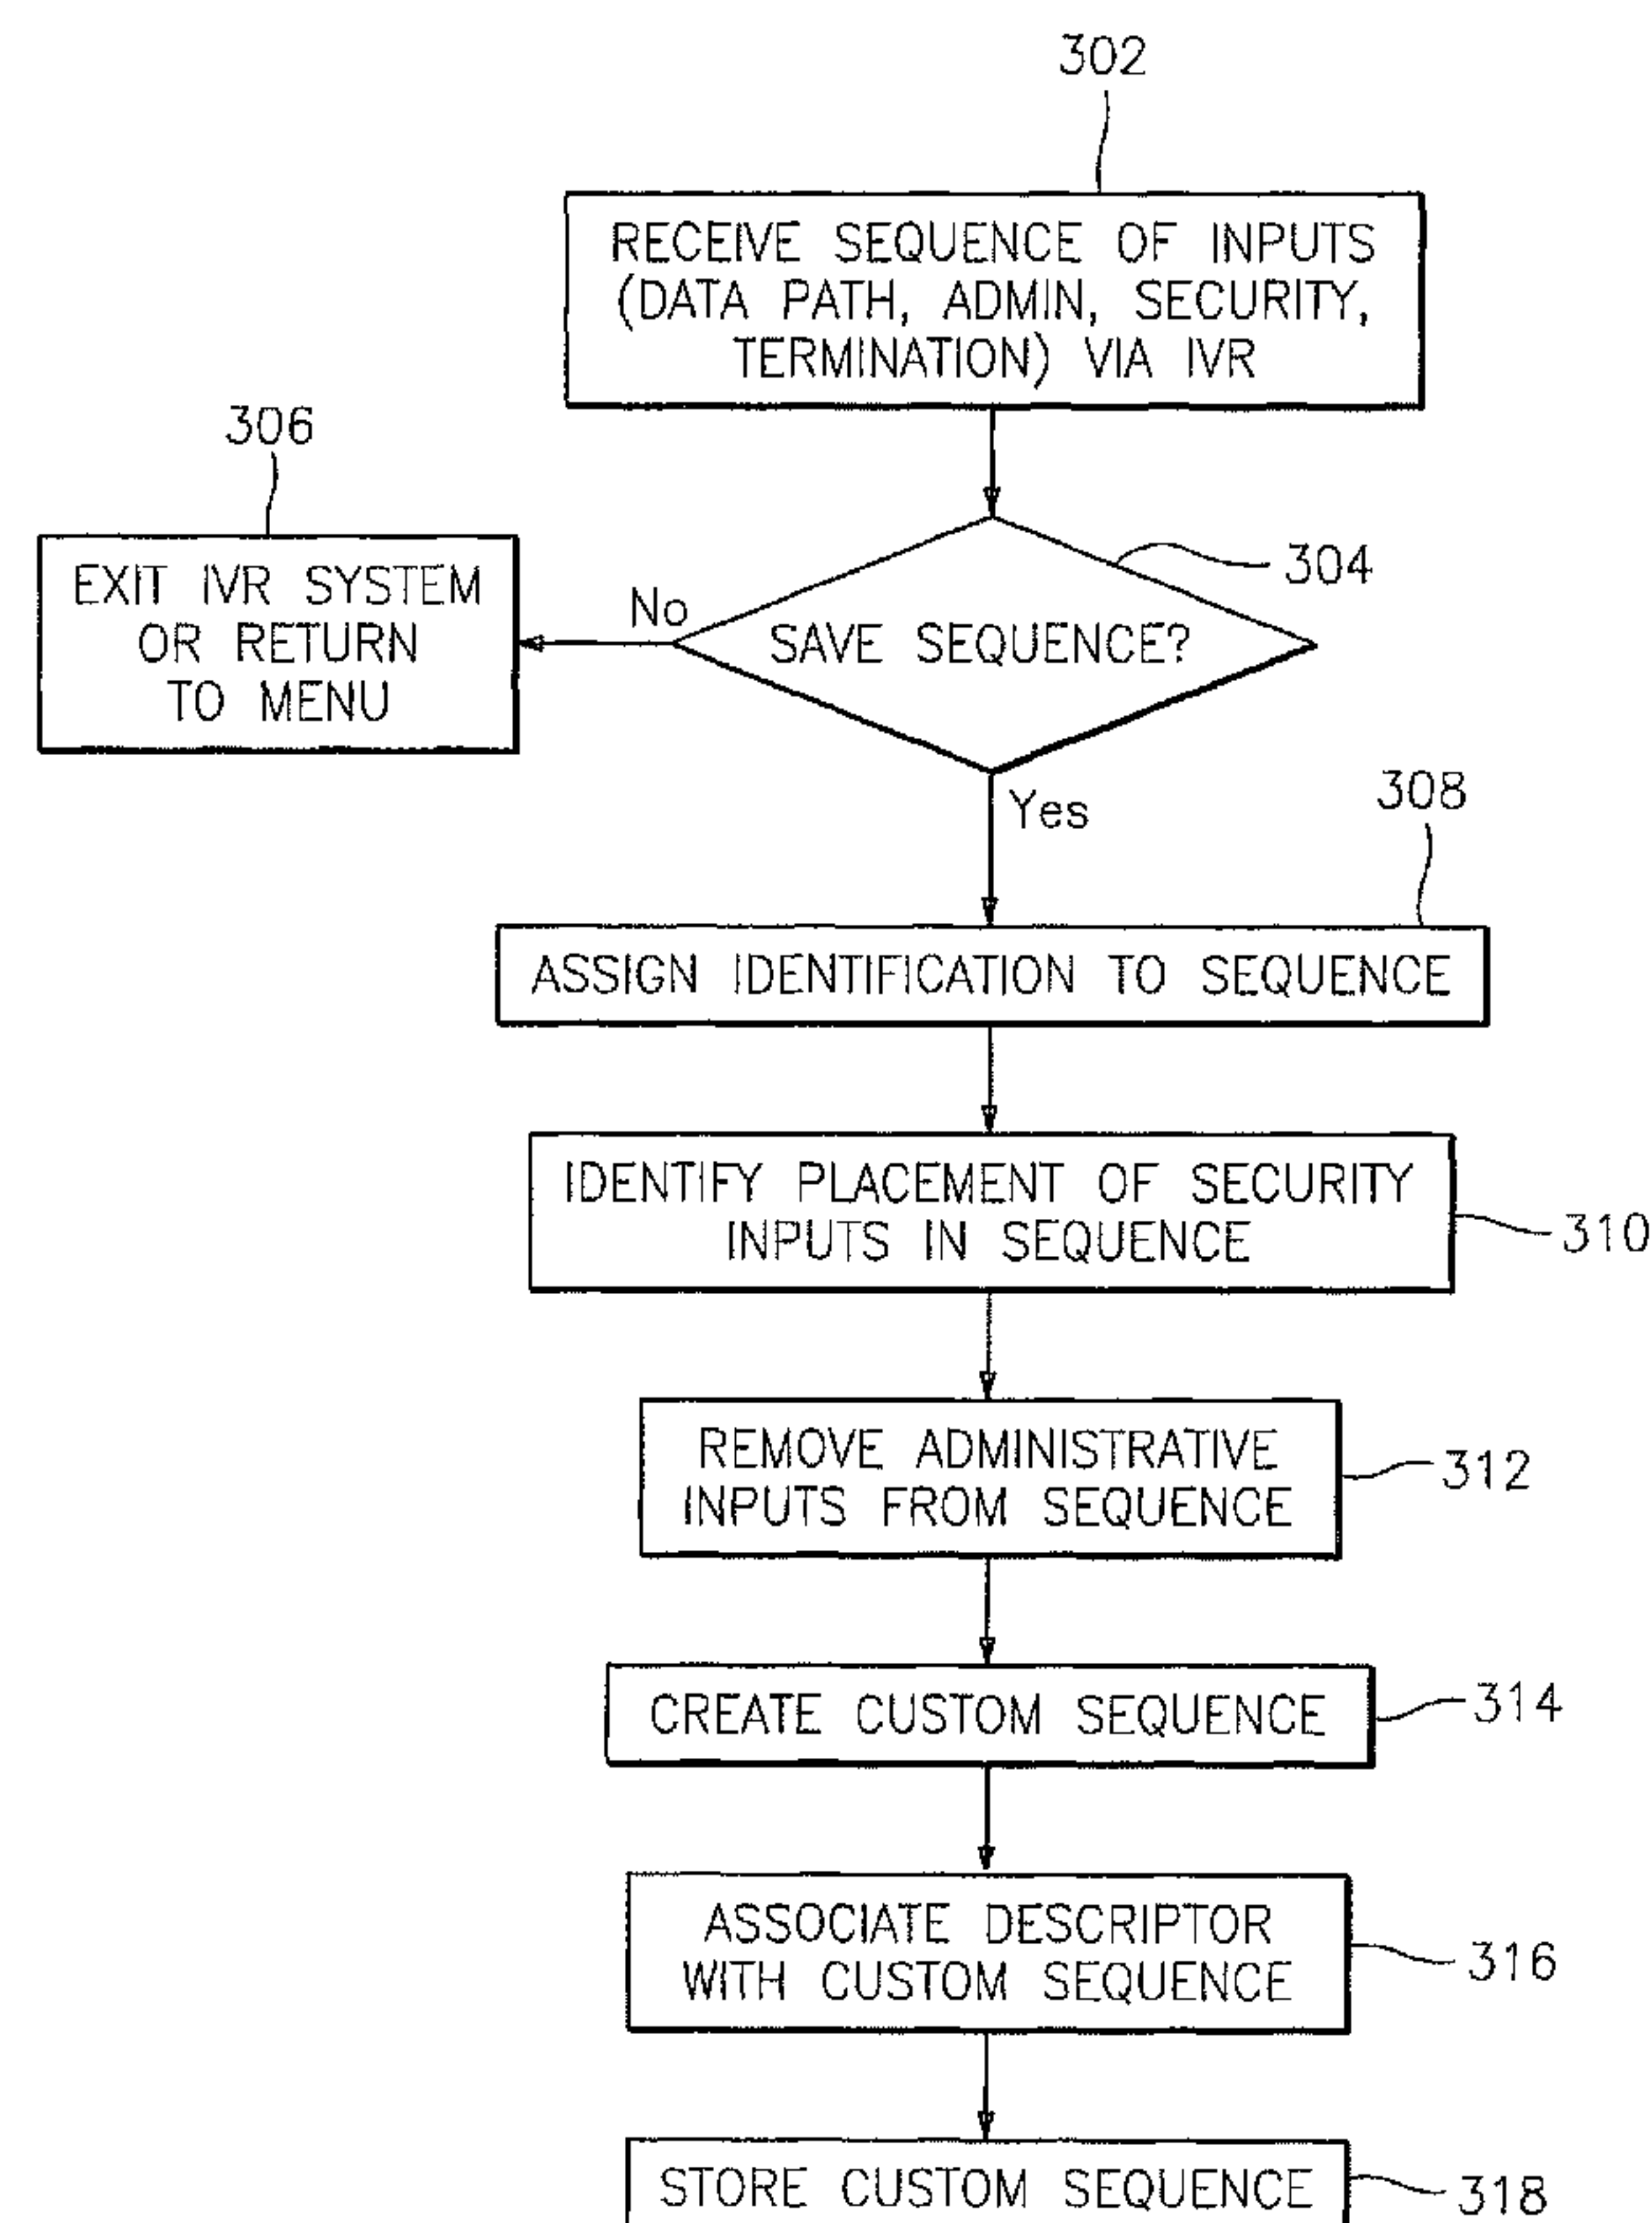 302
RECEIVE SEQUENCE OF INPUTS
(DATA PATH, ADMIN, SECURITY,
TERMINATION) VIA IVR
306
EXIT IVR SYSTEM
OR RETURN
TO MENU
No
SAVE SEQUENCE?
304
Yes
308
ASSIGN IDENTIFICATION TO SEQUENCE
IDENTIFY PLACEMENT OF SECURITY
INPUTS IN SEQUENCE
310
REMOVE ADMINISTRATIVE
INPUTS FROM SEQUENCE
312
CREATE CUSTOM SEQUENCE
314
ASSOCIATE DESCRIPTOR
WITH CUSTOM SEQUENCE
316
STORE CUSTOM SEQUENCE
318